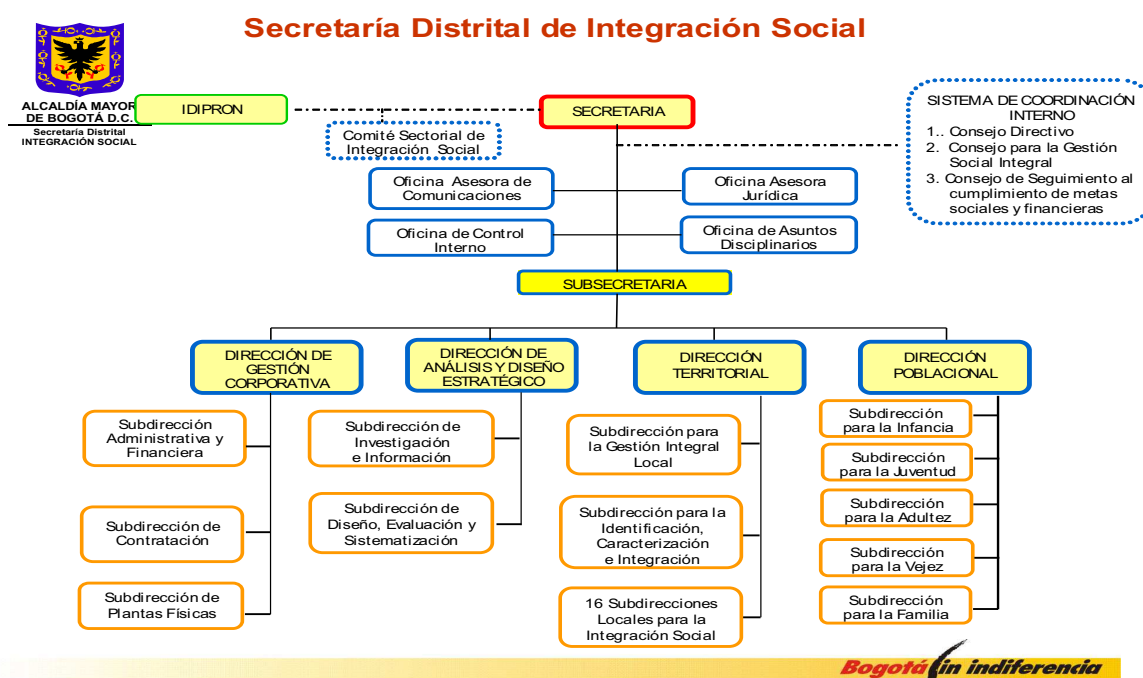 Secretaría Distrital de Integración Social
ALCALDÍA MAYOR
DE BOGOTÁ D.C.
Secretaría Distrital
INTEGRACIÓN SOCIAL
IDIPRON
SECRETARIA
Comité Sectorial de
Integración Social
SISTEMA DE COORDINACIÓN
INTERNO
1.. Consejo Directivo
2. Consejo para la Gestión
Social Integral
3. Consejo de Seguimiento al
cumplimiento de metas
sociales y financieras
Oficina Asesora de
Comunicaciones
Oficina Asesora
Jurídica
Oficina de Control
Interno
Oficina de Asuntos
Disciplinarios
SUBSECRETARIA
DIRECCIÓN DE
GESTIÓN
CORPORATIVA
DIRECCIÓN DE
ANÁLISIS Y DISEÑO
ESTRATÉGICO
DIRECCIÓN
TERRITORIAL
DIRECCIÓN
POBLACIONAL
Subdirección
Administrativa y
Financiera
Subdirección de
Contratación
Subdirección de
Plantas Físicas
Subdirección de
Investigación
e Información
Subdirección de
Diseño, Evaluación y
Sistematización
Subdirección para
la Gestión Integral
Local
Subdirección para la
Identificación,
Caracterización
e Integración
16 Subdirecciones
Locales para la
Integración Social
Subdirección
para la Infancia
Subdirección
para la Juventud
Subdirección
para la Adultez
Subdirección
para la Vejez
Subdirección
para la Familia
Bogotá sin indiferencia